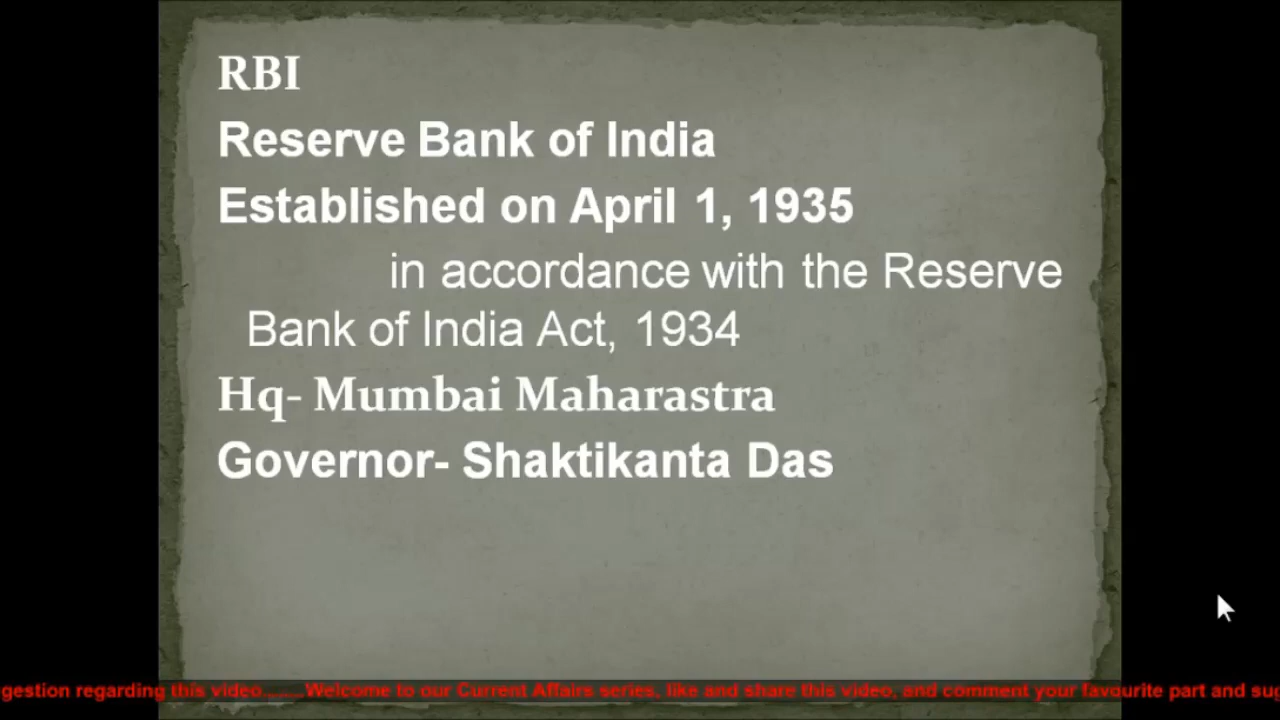 RBI
Reserve Bank of India
Established on April 1, 1935
in accordance with the Reserve
Bank of India Act, 1934
Hq- Mumbai Maharastra
Governor- Shaktikanta Das
gestion regarding this video........Welcome to our Current Affairs series, like and share this video, and comment your favourite part and sug